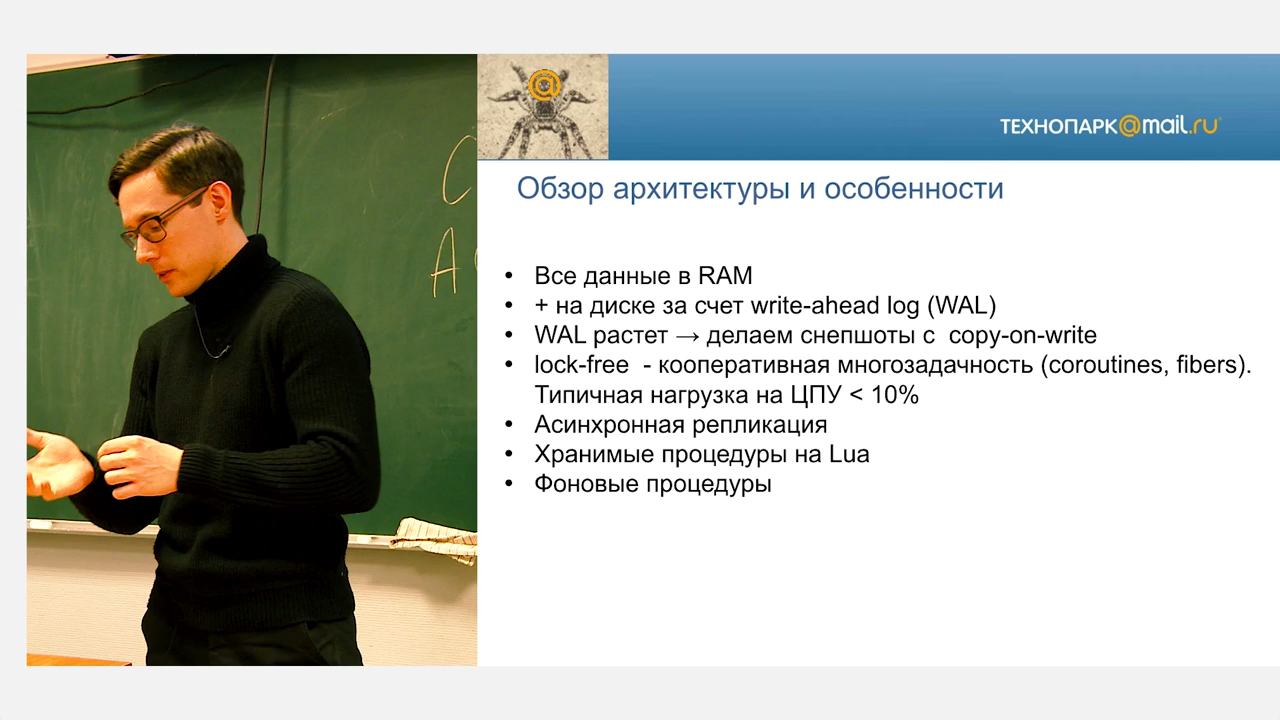 ТЕХНОПАРК@mail.ru
Обзор архитектуры и особенности
• Все данные в RAM
• + на диске за счет write-ahead log (WAL)
• WAL растет → делаем снепшоты с copy-on-write
• lock-free - кооперативная многозадачность (coroutines, fibers).
Типичная нагрузка на ЦПУ < 10%
• Асинхронная репликация
• Хранимые процедуры на Lua
• Фоновые процедуры